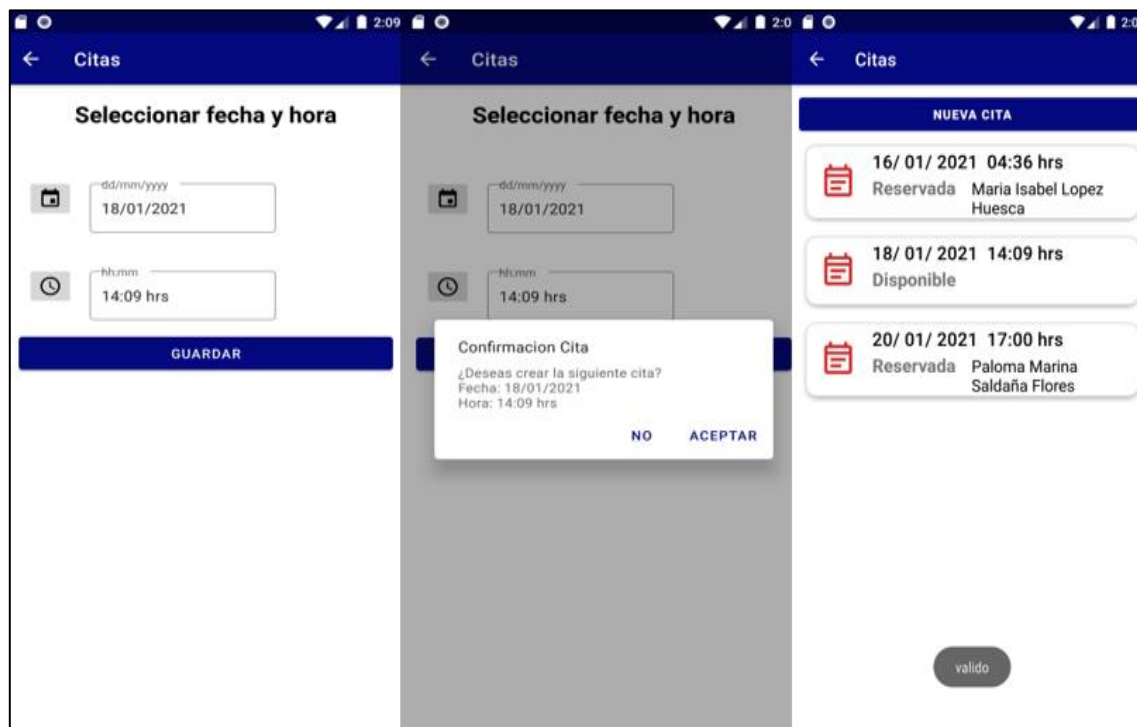 2:09
Citas
Seleccionar fecha y hora
dd/mm/yyyy
18/01/2021
hh:mm
14:09 hrs
GUARDAR
2:0
Citas
Seleccionar fecha y hora
dd/mm/yyyy
18/01/2021
hh:mm
14:09 hrs
Confirmacion Cita
¿Deseas crear la siguiente cita?
Fecha: 18/01/2021
Hora: 14:09 hrs
NO ACEPTAR
2:0
Citas
NUEVA CITA
16/ 01/ 2021 04:36 hrs
Reservada Maria Isabel Lopez
Huesca
18/ 01/ 2021 14:09 hrs
Disponible
20/ 01/ 2021 17:00 hrs
Reservada Paloma Marina
Saldaña Flores
valido